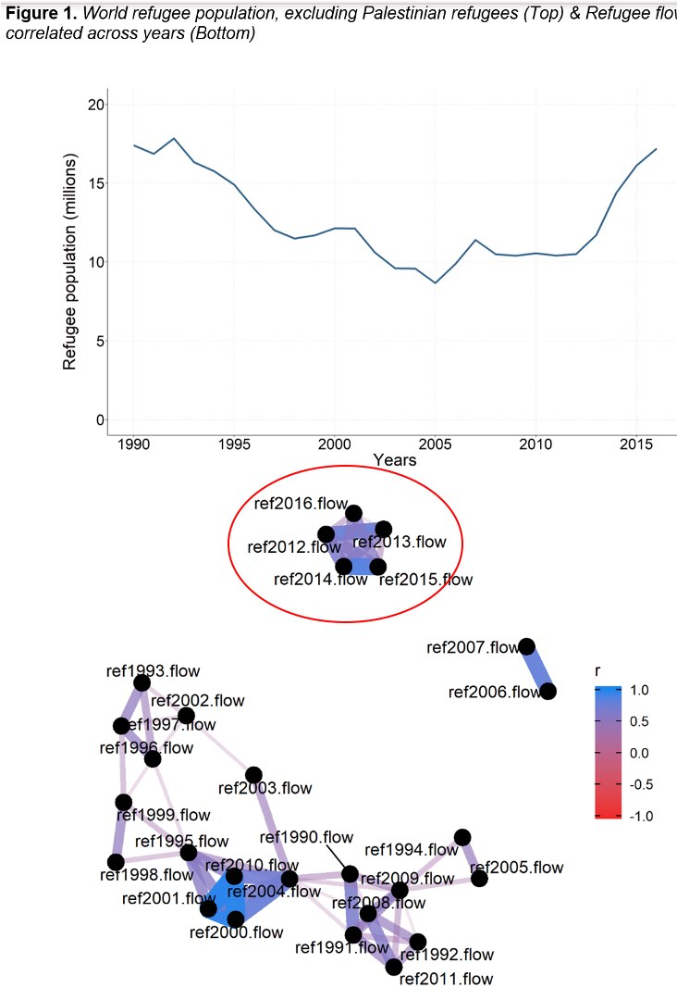 Figure 1. World refugee population, excluding Palestinian refugees (Top) & Refugee flow
correlated across years (Bottom)
20
15
10
5
0
Refugee population (millions)
1990 1995 2000 2005 2010 2015
Years
ref2016.flow
ref2012.flow ref2013.flow
ref2014.flow ref2015.flow
ref2007.flow
ref2006.flow
r
1.0
0.5
0.0
-0.5
-1.0
ref1993.flow
ref2002.flow
ef1997.flow
ref1996.flow
ref2003.flow
ref1999.flow
ref1995.flow ref1990.flow
ref1994.flow
ref2010.flow ref2005.flow
ref1998.flow ref2009.flow
ref2004.flow
ref2001.flow ref2008.flow
ref2000.flow
ref1991.flow ref1992.flow
ref2011.flow